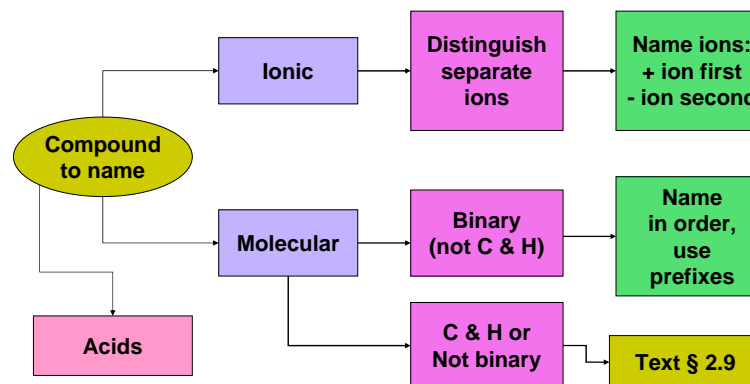 Ionic
Distinguish
separate
ions
Name ions:
+ ion first
- ion second
Compound
to name
Molecular
Binary
(not C & H)
Name
in order,
use
prefixes
Acids
C & H or
Not binary
Text § 2.9